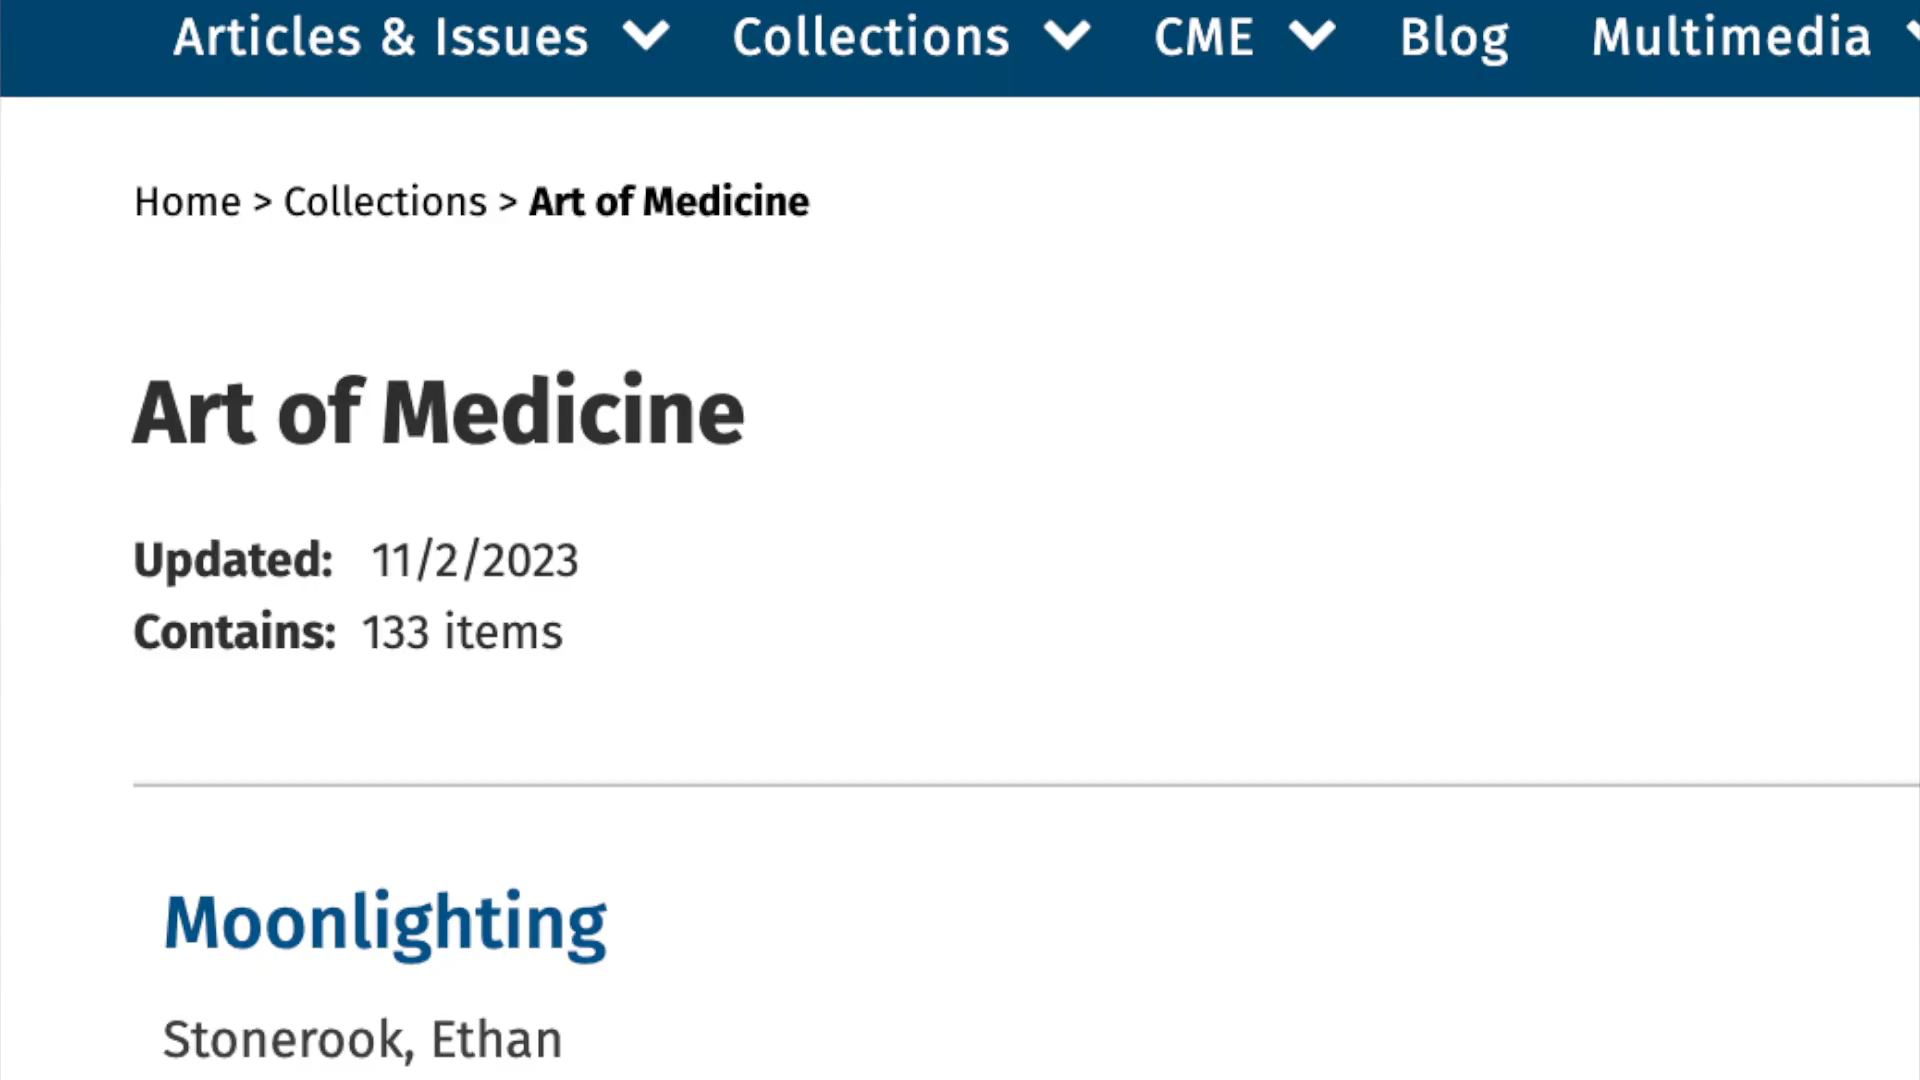 Articles & Issues Collections CME Blog Multimedia
Home > Collections > Art of Medicine
Art of Medicine
Updated: 11/2/2023
Contains: 133 items
Moonlighting
Stonerook, Ethan